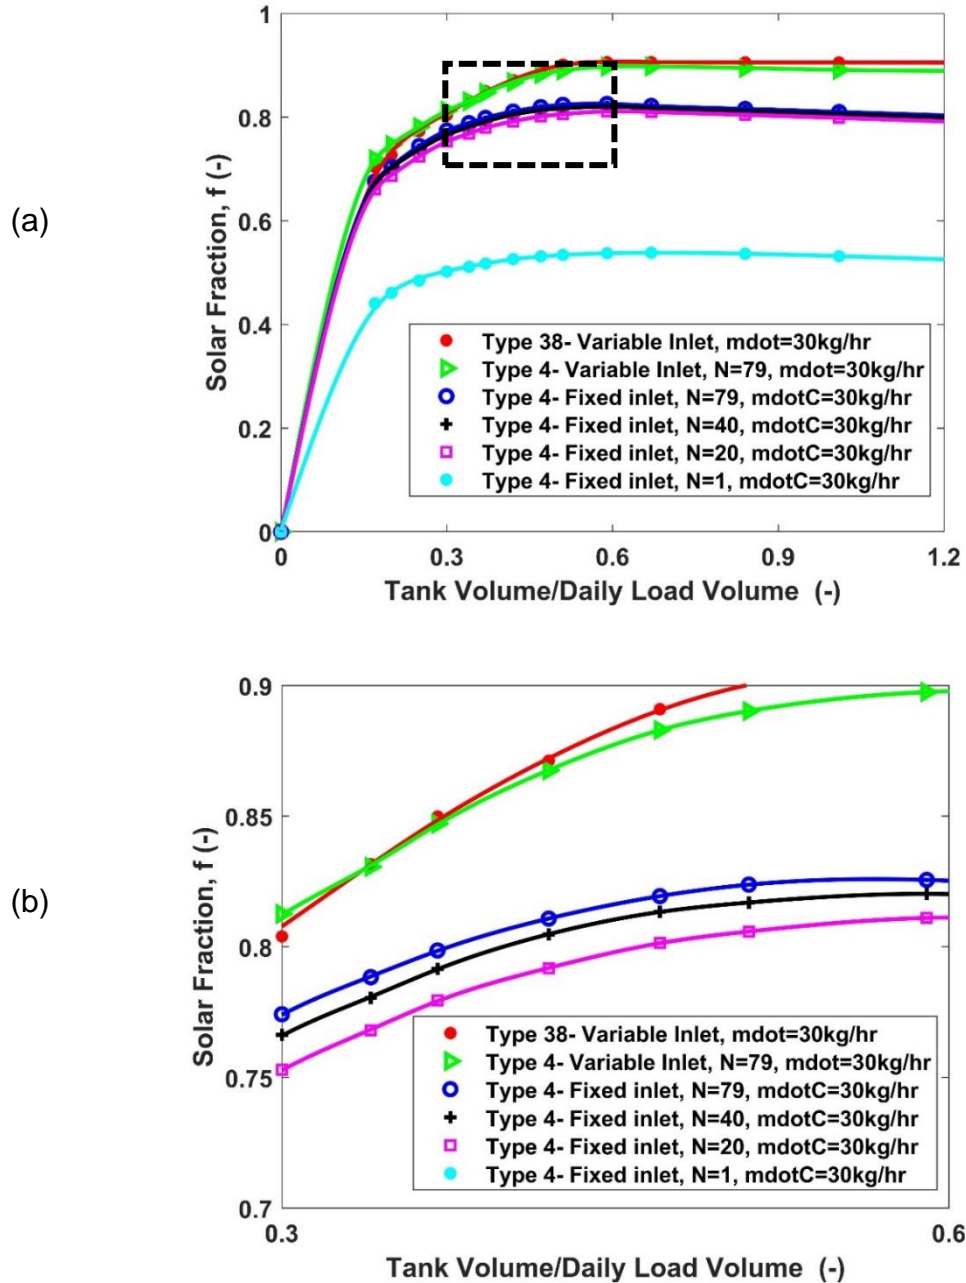 (a)
Solar Fraction, f (-)
1
0.8
0.6
0.4
0.2
0
0 0.3 0.6 0.9 1.2
Tank Volume/Daily Load Volume (-)
Type 38- Variable Inlet, mdot=30kg/hr
Type 4- Variable Inlet, N=79, mdot=30kg/hr
Type 4- Fixed inlet, N=79, mdotC=30kg/hr
Type 4- Fixed inlet, N=40, mdotC=30kg/hr
Type 4- Fixed inlet, N=20, mdotC=30kg/hr
Type 4- Fixed inlet, N=1, mdotC=30kg/hr
(b)
Solar Fraction, f (-)
0.9
0.85
0.8
0.75
0.7
0.3 0.6
Tank Volume/Daily Load Volume (-)
Type 38- Variable Inlet, mdot=30kg/hr
Type 4- Variable Inlet, N=79, mdot=30kg/hr
Type 4- Fixed inlet, N=79, mdotC=30kg/hr
Type 4- Fixed inlet, N=40, mdotC=30kg/hr
Type 4- Fixed inlet, N=20, mdotC=30kg/hr
Type 4- Fixed inlet, N=1, mdotC=30kg/hr